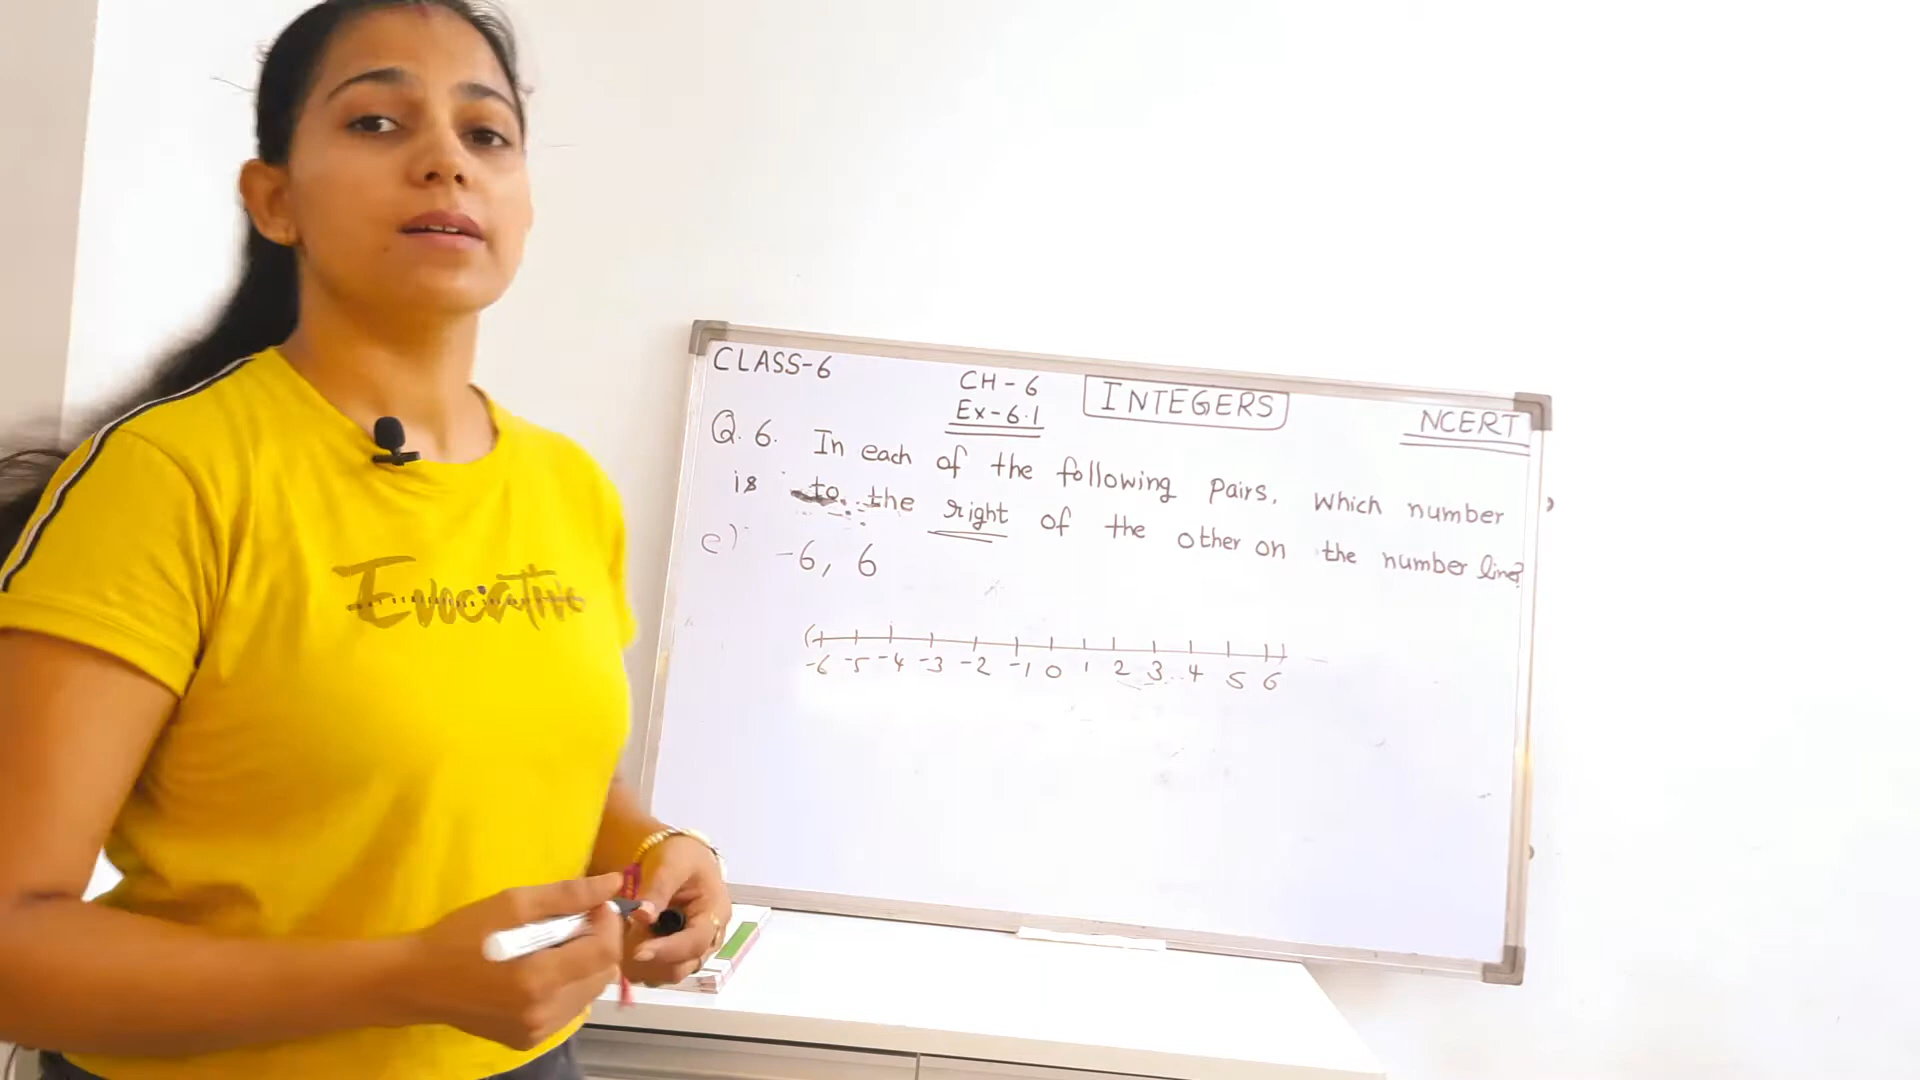 CLASS-6
CH-6
Ex-6.1
INTEGERS
NCERT
Q.6. In each of the following pairs, which number
is to the right of the other on the number line?
e) -6, 6
-6 -5 -4 -3 -2 -1 0 1 2 3 4 5 6
Evocative